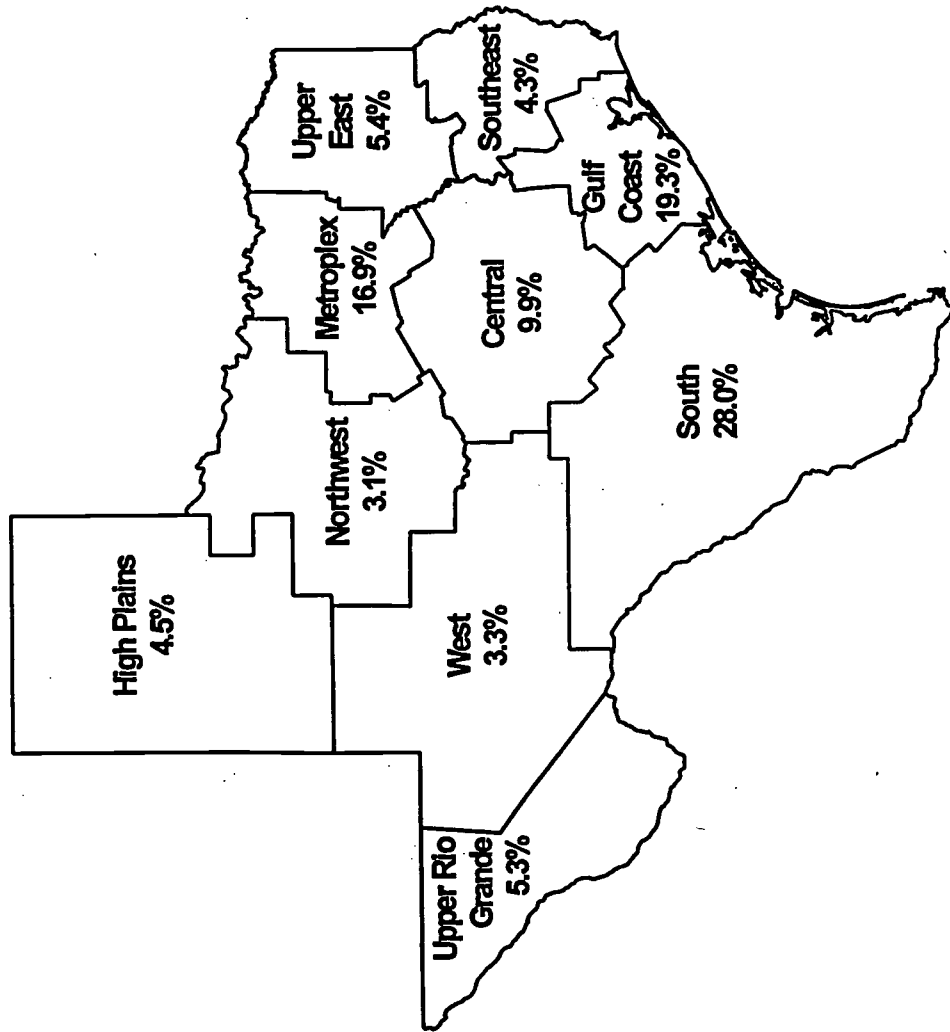 High Plains
4.5%
Northwest
3.1%
Metroplex
16.9%
Upper
East
5.4%
Southeast
4.3%
Gulf
Coast
19.3%
Central
9.9%
South
28.0%
West
3.3%
Upper Rio
Grande
5.3%